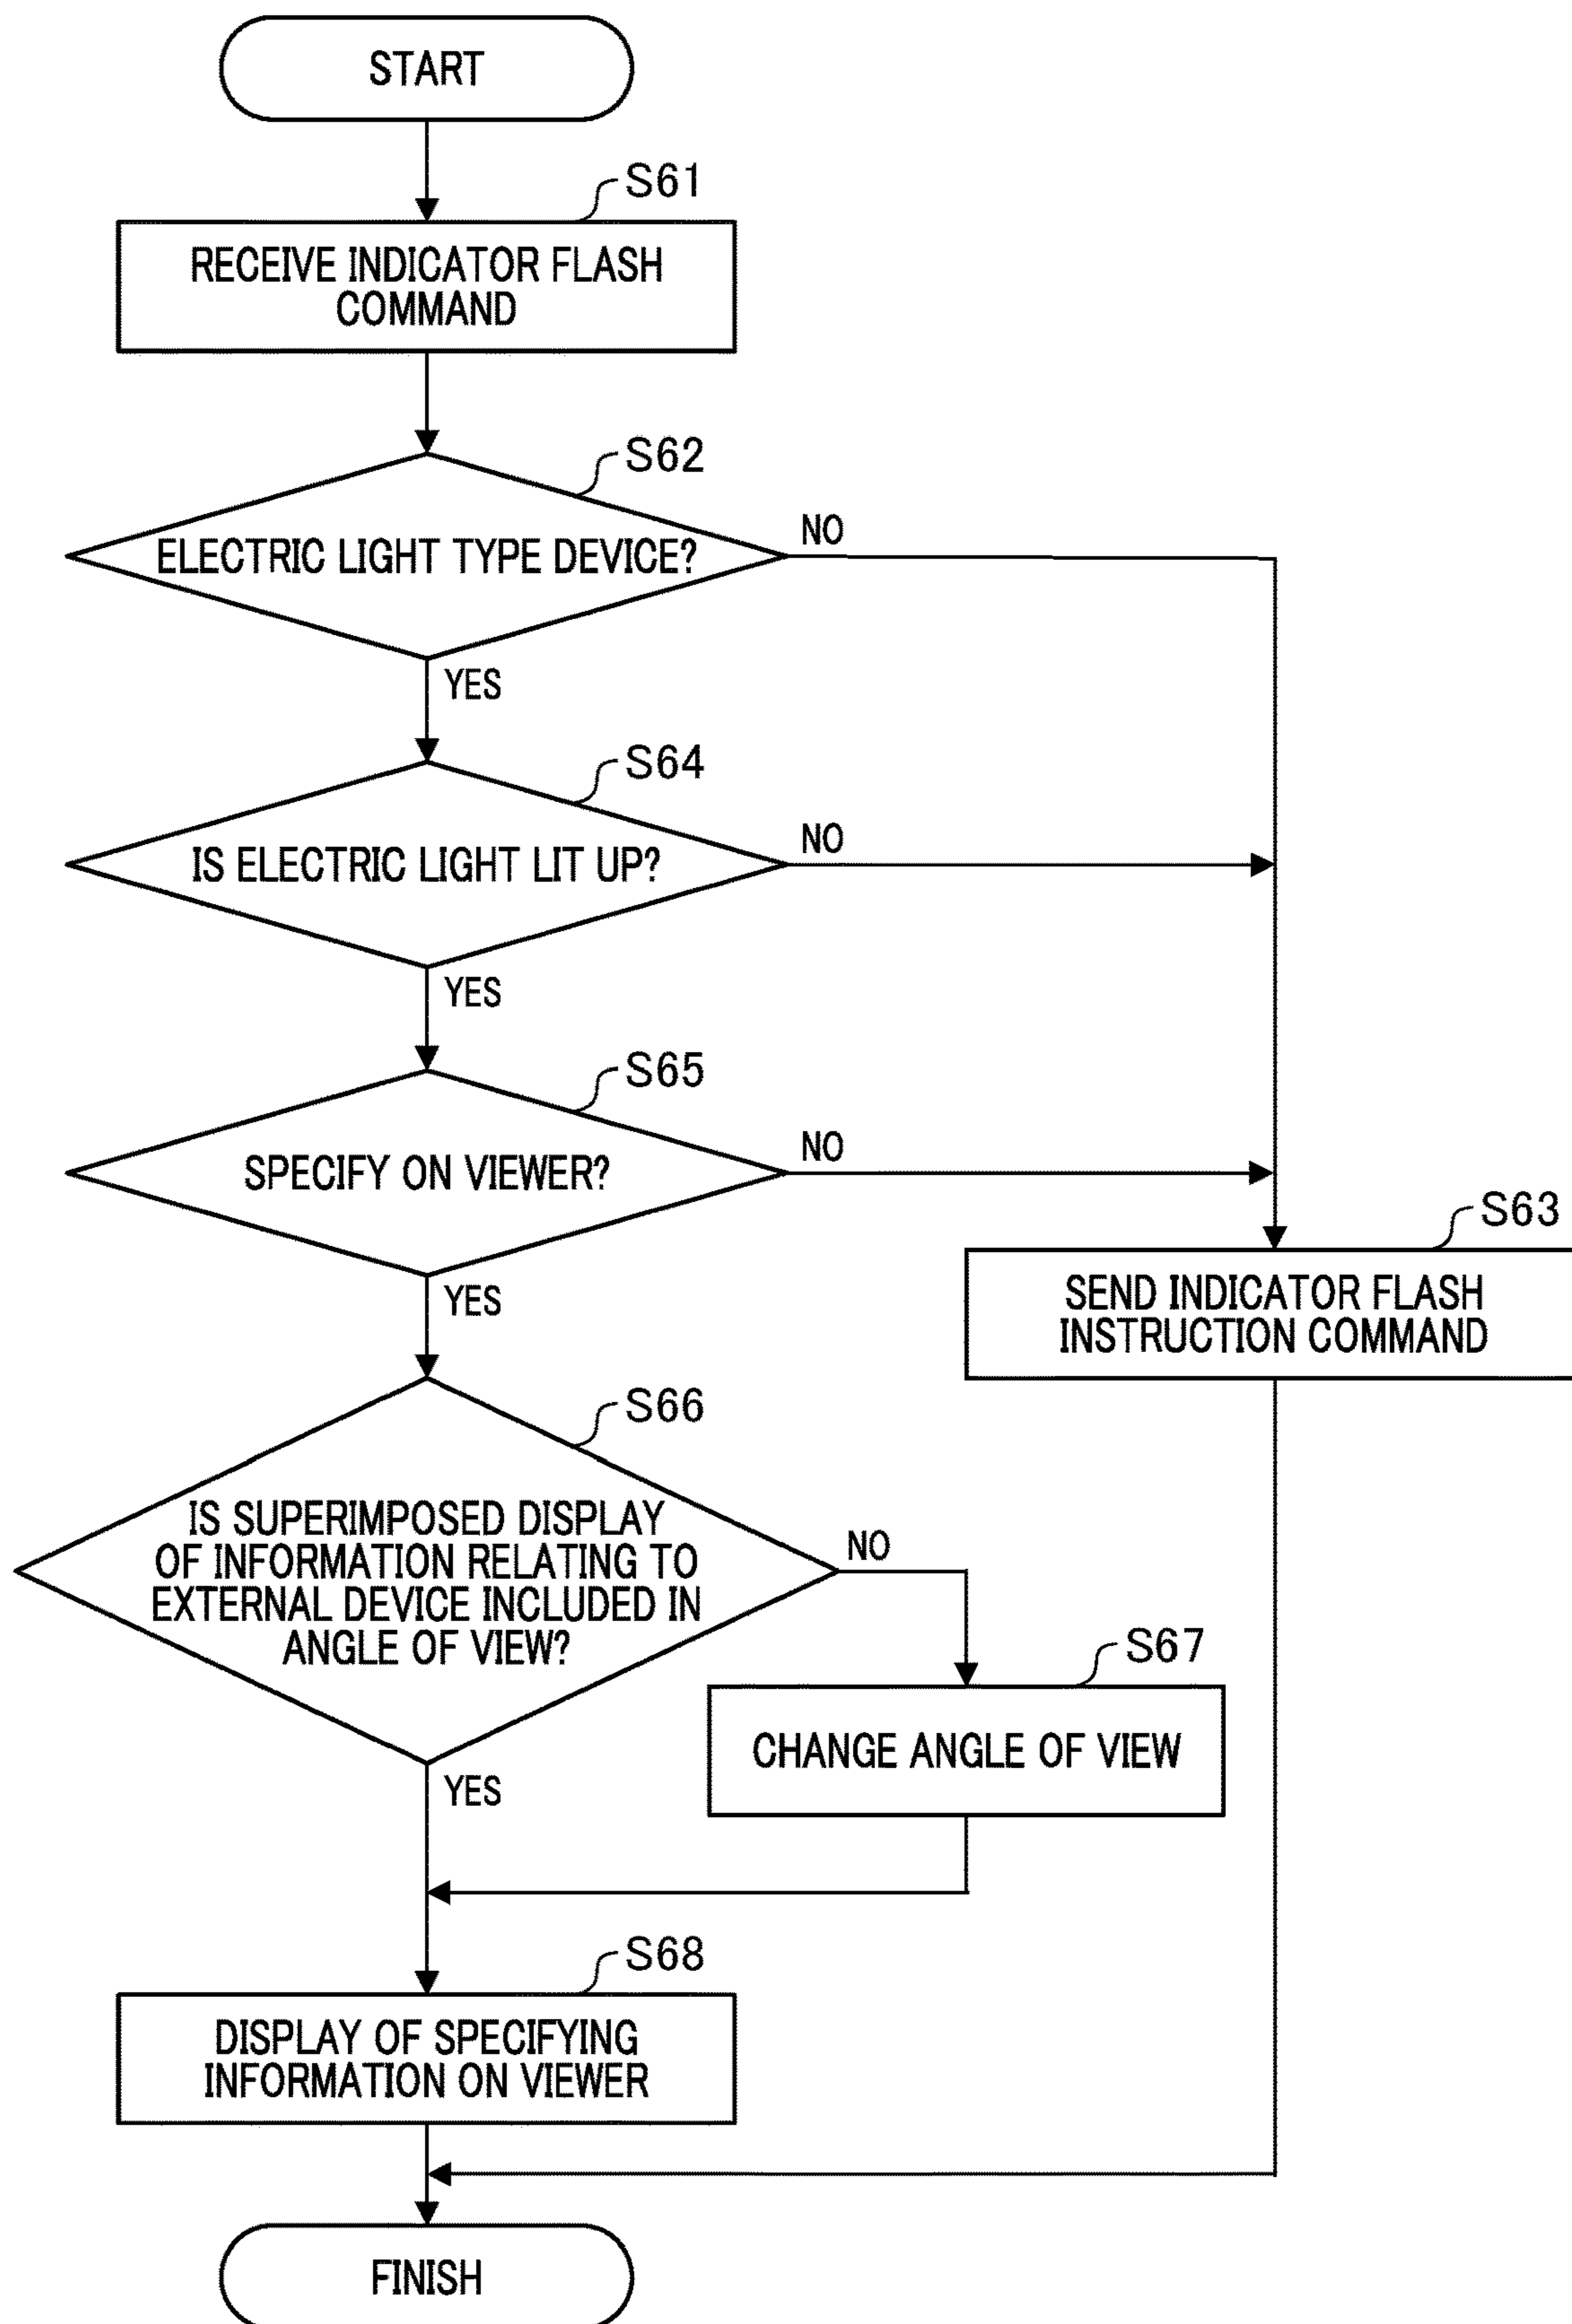 START
S61
RECEIVE INDICATOR FLASH
COMMAND
S62
ELECTRIC LIGHT TYPE DEVICE?
NO
YES
S64
IS ELECTRIC LIGHT LIT UP?
NO
YES
S65
SPECIFY ON VIEWER?
NO
YES
S63
SEND INDICATOR FLASH
INSTRUCTION COMMAND
S66
IS SUPERIMPOSED DISPLAY
OF INFORMATION RELATING TO
EXTERNAL DEVICE INCLUDED IN
ANGLE OF VIEW?
NO
YES
S67
CHANGE ANGLE OF VIEW
S68
DISPLAY OF SPECIFYING
INFORMATION ON VIEWER
FINISH